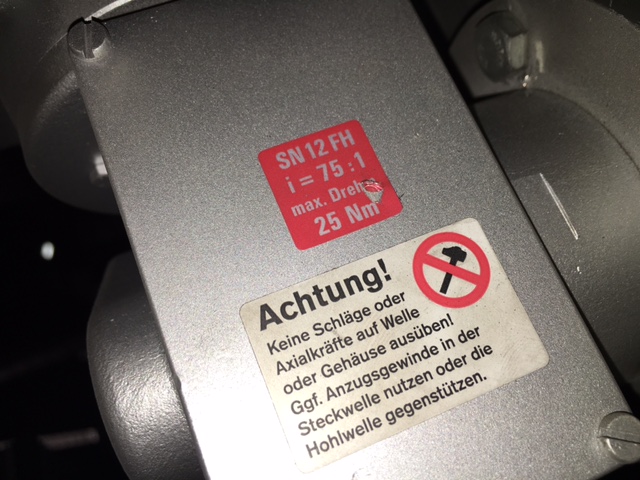 SN 12 FH
i = 75 : 1
max. Dreh
25 Nm
Achtung!
Keine Schläge oder
Axialkräfte auf Welle
oder Gehäuse ausüben!
Ggf. Anzugsgewinde in der
Steckwelle nutzen oder die
Hohlwelle gegenstützen.